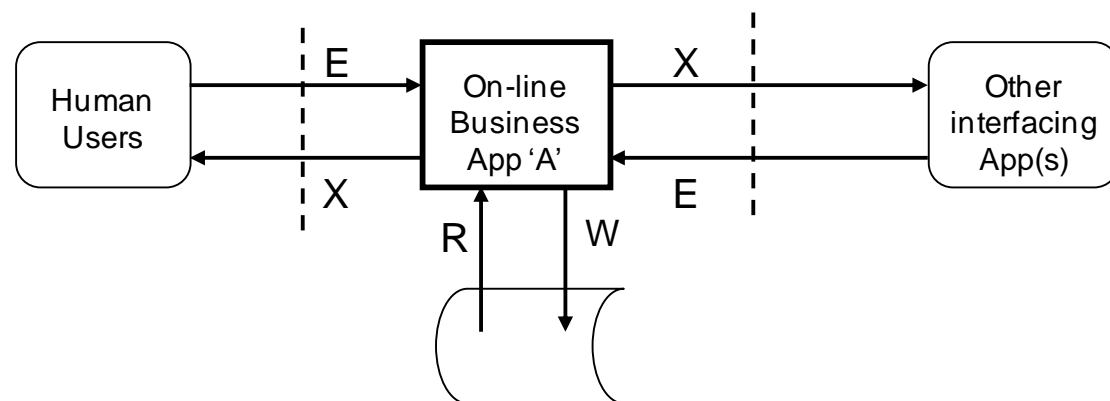 Human
Users
E
X
On-line
Business
App ‘A’
X
E
Other
interfacing
App(s)
R
W